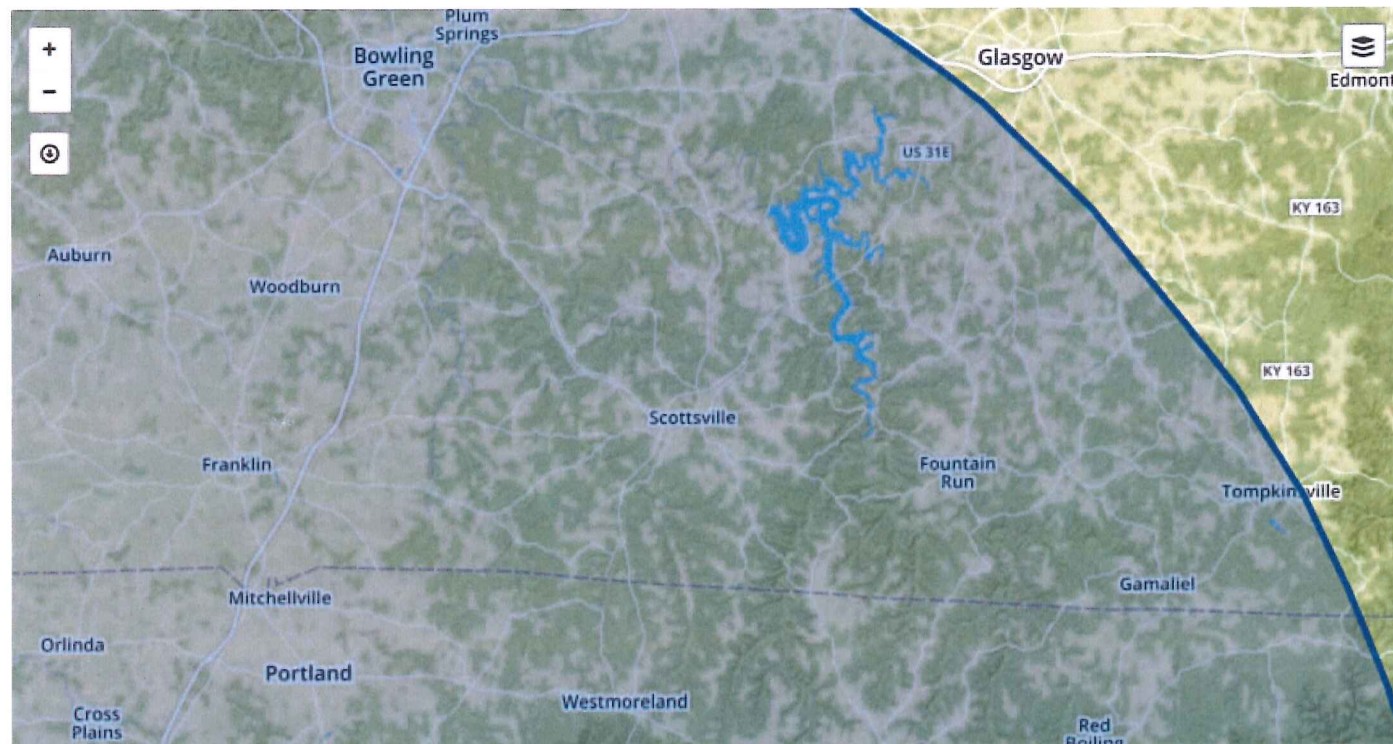 Plum
Springs
Bowling
Green
Glasgow
Edmont
US 31E
KY 163
Auburn
Woodburn
KY 163
Scottsville
Franklin
Fountain
Run
Tompkinsville
Mitchellville
Gamaliel
Orlinda
Portland
Westmoreland
Cross
Plains
Red
Boiling